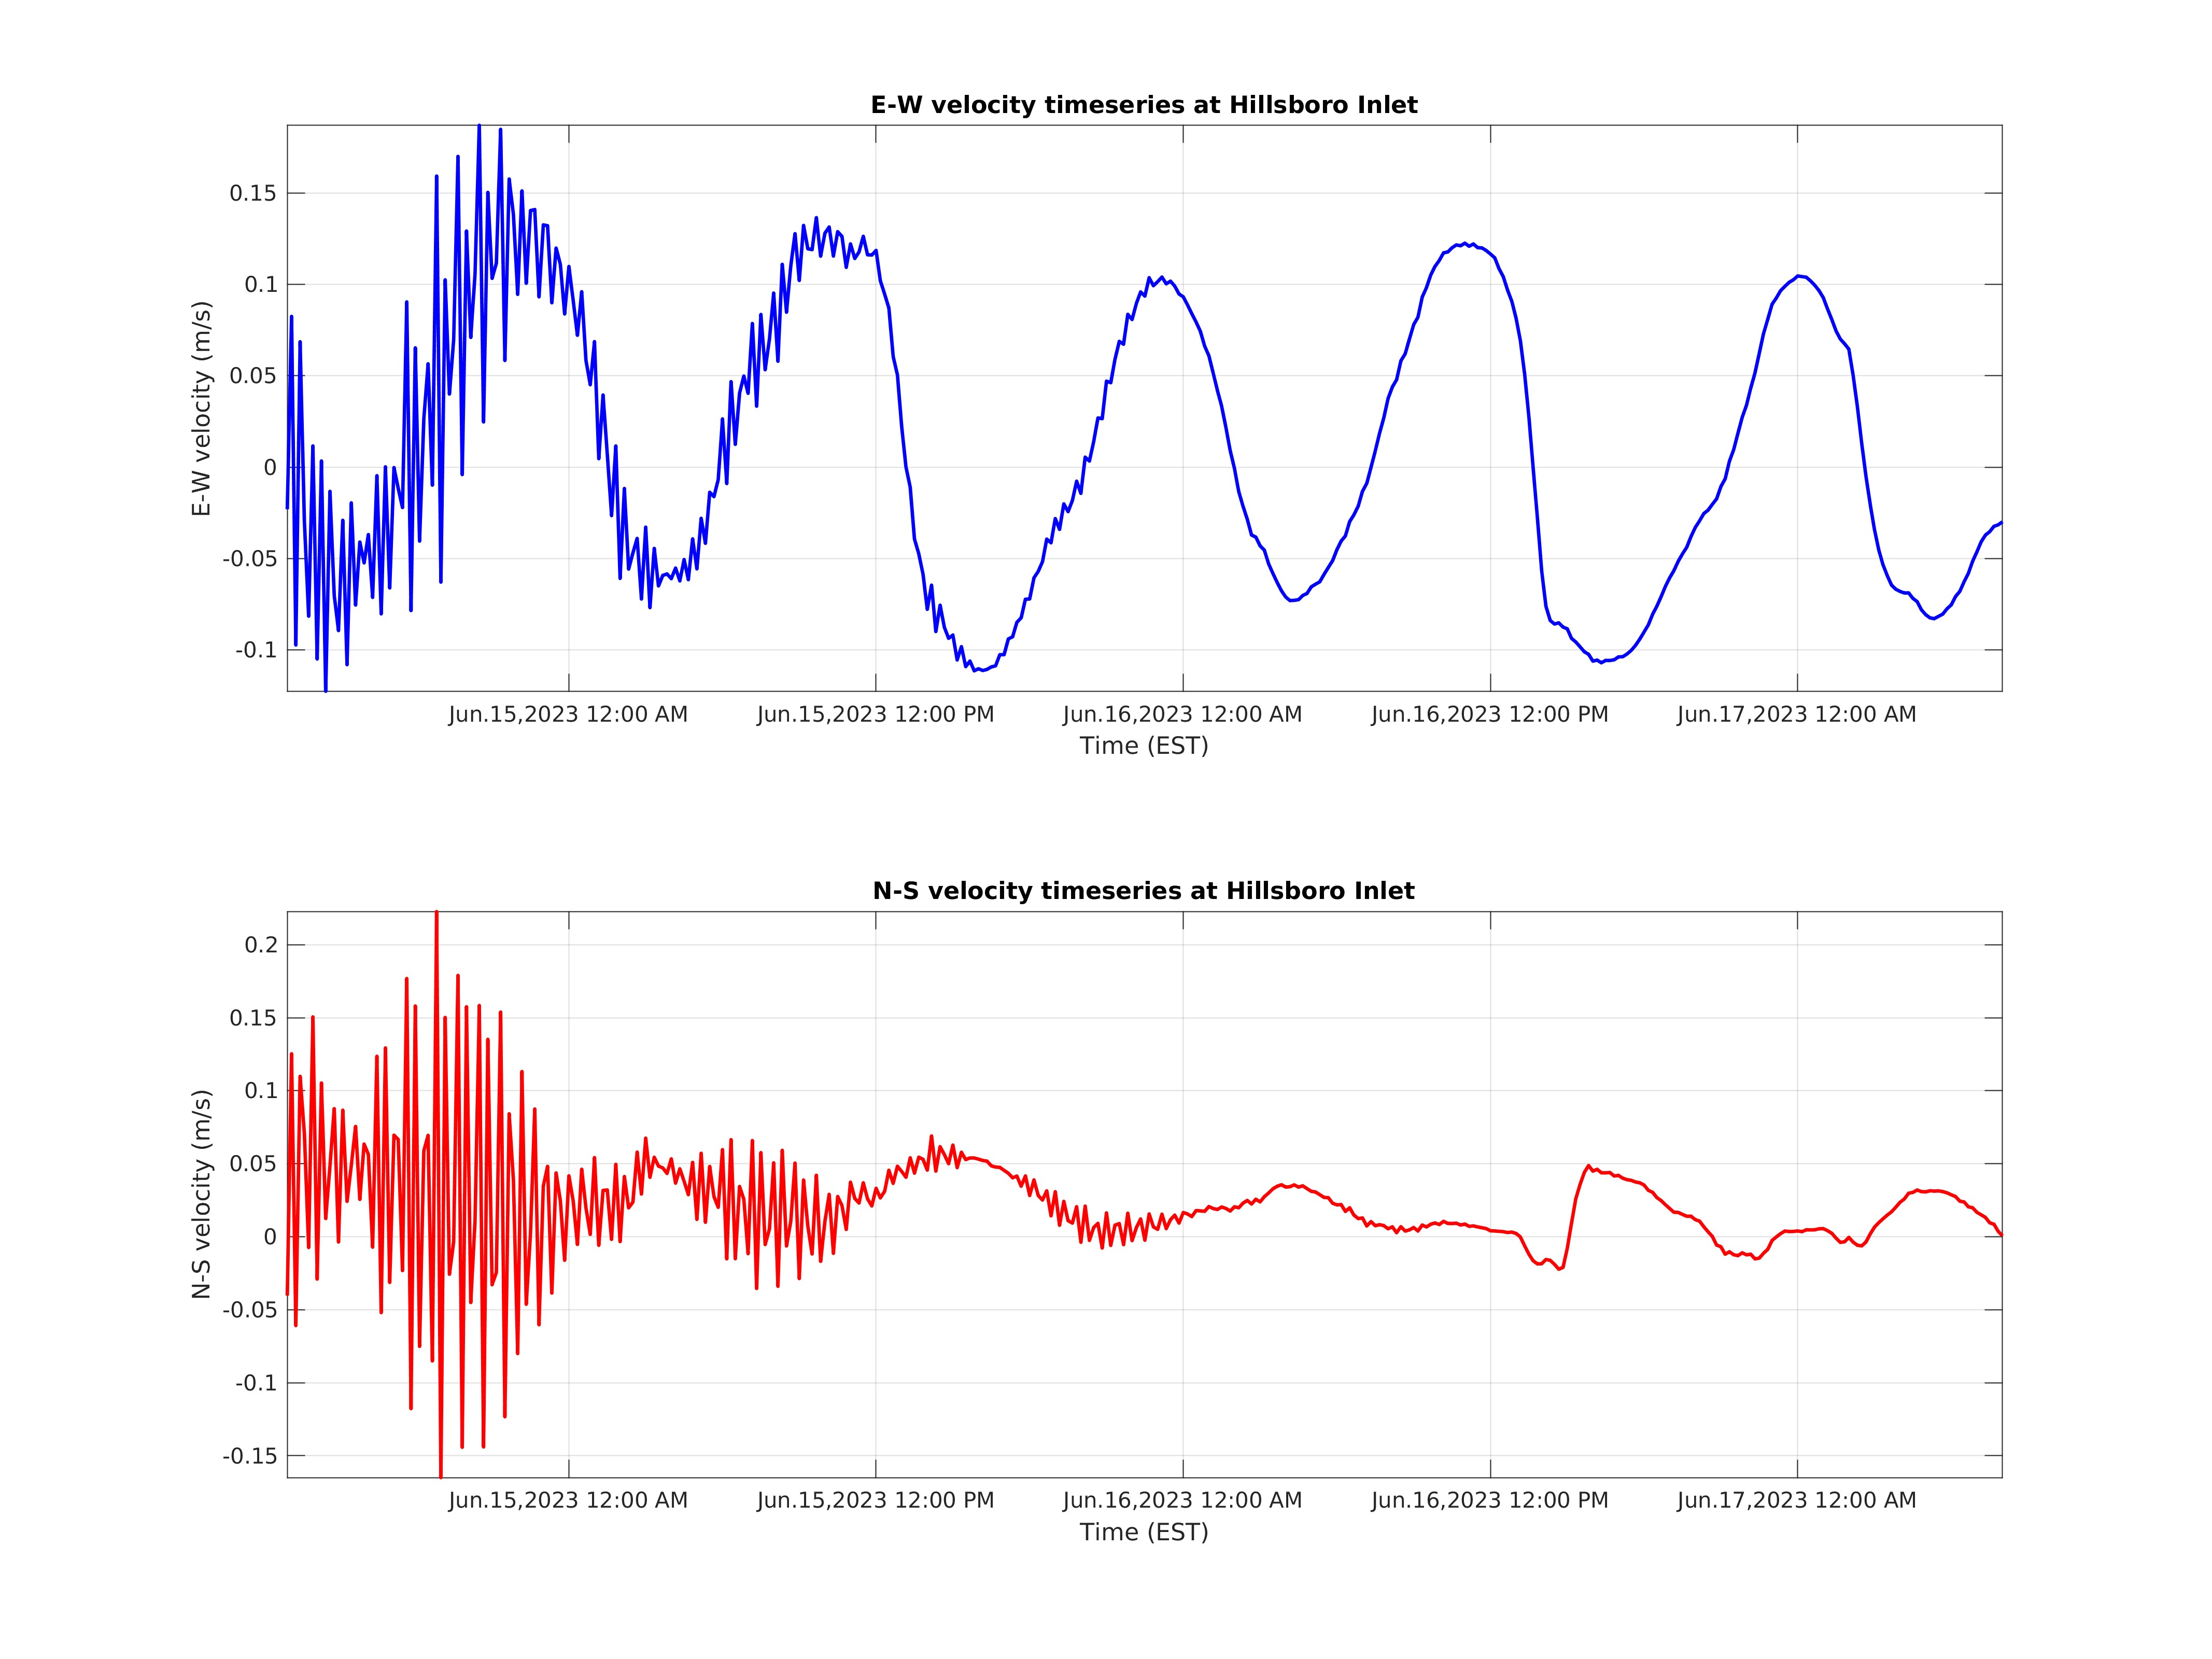 E-W velocity timeseries at Hillsboro Inlet
E-W velocity (m/s)
0.15
0.1
0.05
0
-0.05
-0.1
Jun.15,2023 12:00 AM Jun.15,2023 12:00 PM Jun.16,2023 12:00 AM Jun.16,2023 12:00 PM Jun.17,2023 12:00 AM
Time (EST)
N-S velocity timeseries at Hillsboro Inlet
N-S velocity (m/s)
0.2
0.15
0.1
0.05
0
-0.05
-0.1
-0.15
Jun.15,2023 12:00 AM Jun.15,2023 12:00 PM Jun.16,2023 12:00 AM Jun.16,2023 12:00 PM Jun.17,2023 12:00 AM
Time (EST)